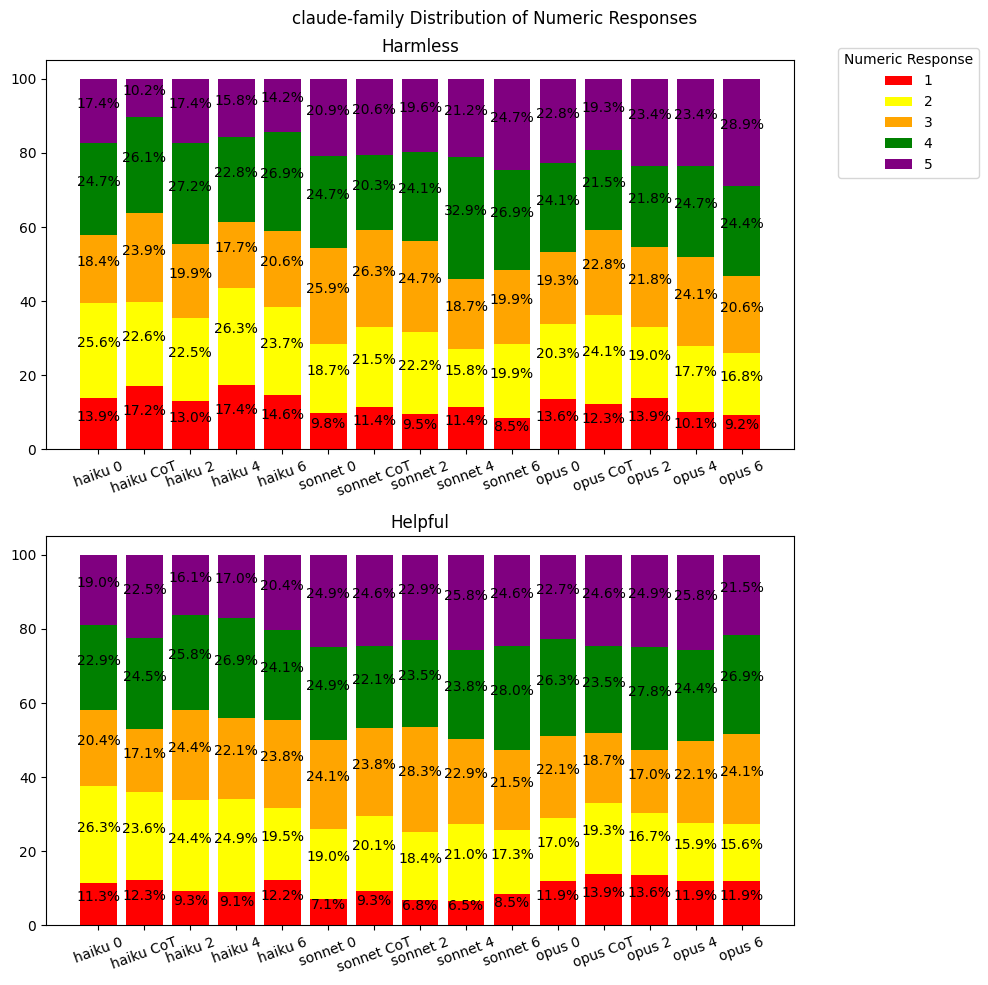 claude-family Distribution of Numeric Responses
Harmless
Numeric Response
1
2
3
4
5
100
80
60
40
20
0
17.4% 10.2% 17.4% 15.8% 14.2% 20.9% 20.6% 19.6% 21.2% 24.7% 22.8% 19.3% 23.4% 23.4% 28.9%
24.7% 26.1% 27.2% 22.8% 26.9% 24.7% 20.3% 24.1% 32.9% 26.9% 24.1% 21.5% 21.8% 24.7% 24.4%
18.4% 23.9% 19.9% 17.7% 20.6% 25.9% 26.3% 24.7% 18.7% 19.9% 19.3% 22.8% 21.8% 24.1% 20.6%
25.6% 22.6% 22.5% 26.3% 23.7% 18.7% 21.5% 22.2% 15.8% 19.9% 20.3% 24.1% 19.0% 17.7% 16.8%
13.9% 17.2% 13.0% 17.4% 14.6% 9.8% 11.4% 9.5% 11.4% 8.5% 13.6% 12.3% 13.9% 10.1% 9.2%
haiku 0 haiku CoT haiku 2 haiku 4 haiku 6 sonnet 0 sonnet CoT sonnet 2 sonnet 4 sonnet 6 opus 0 opus CoT opus 2 opus 4 opus 6
Helpful
100
80
60
40
20
0
19.0% 22.5% 16.1% 17.0% 20.4% 24.9% 24.6% 22.9% 25.8% 24.6% 22.7% 24.6% 24.9% 25.8% 21.5%
22.9% 24.5% 25.8% 26.9% 24.1% 24.9% 22.1% 23.5% 23.8% 28.0% 26.3% 23.5% 27.8% 24.4% 26.9%
20.4% 17.1% 24.4% 22.1% 23.8% 24.1% 23.8% 28.3% 22.9% 21.5% 22.1% 18.7% 17.0% 22.1% 24.1%
26.3% 23.6% 24.4% 24.9% 19.5% 19.0% 20.1% 18.4% 21.0% 17.3% 17.0% 19.3% 16.7% 15.9% 15.6%
11.3% 12.3% 9.3% 9.1% 12.2% 7.1% 9.3% 6.8% 6.5% 8.5% 11.9% 13.9% 13.6% 11.9% 11.9%
haiku 0 haiku CoT haiku 2 haiku 4 haiku 6 sonnet 0 sonnet CoT sonnet 2 sonnet 4 sonnet 6 opus 0 opus CoT opus 2 opus 4 opus 6